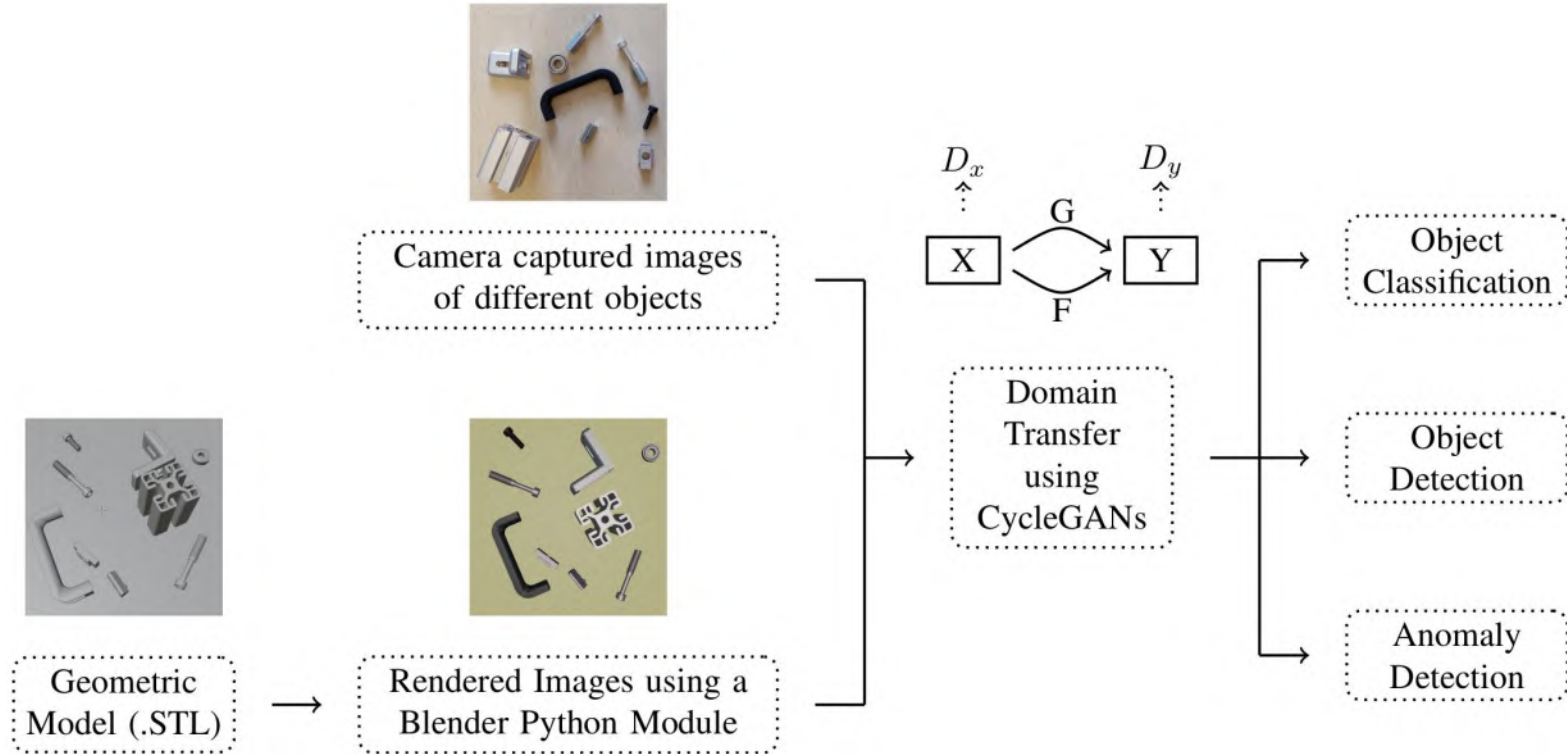 Camera captured images
of different objects
Geometric
Model (.STL)
Rendered Images using a
Blender Python Module
D_x
D_y
G
X
Y
F
Domain
Transfer
using
CycleGANs
Object
Classification
Object
Detection
Anomaly
Detection